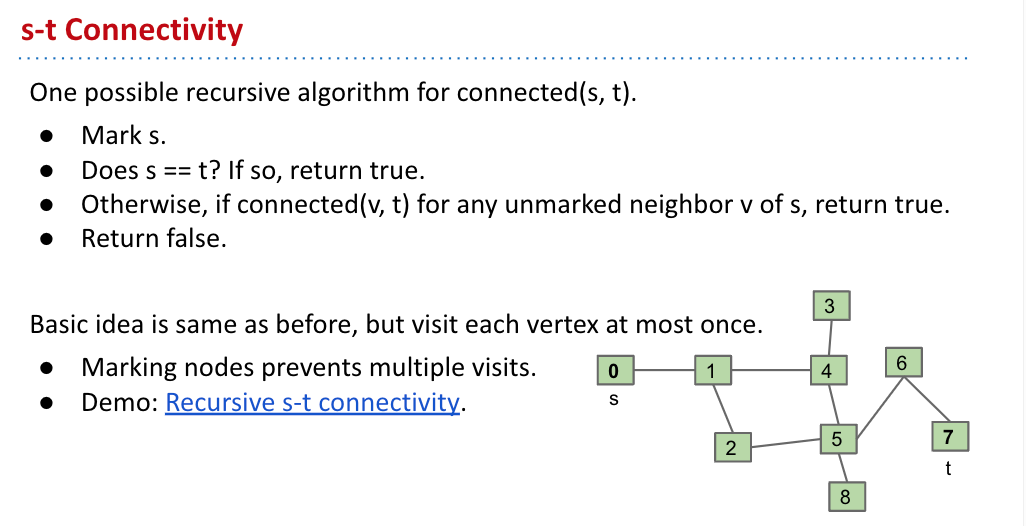 s-t Connectivity
One possible recursive algorithm for connected(s, t).
● Mark s.
● Does s == t? If so, return true.
● Otherwise, if connected(v, t) for any unmarked neighbor v of s, return true.
● Return false.
Basic idea is same as before, but visit each vertex at most once.
● Marking nodes prevents multiple visits.
● Demo: Recursive s-t connectivity.
3
0
1
4
6
s
2
5
7
t
8